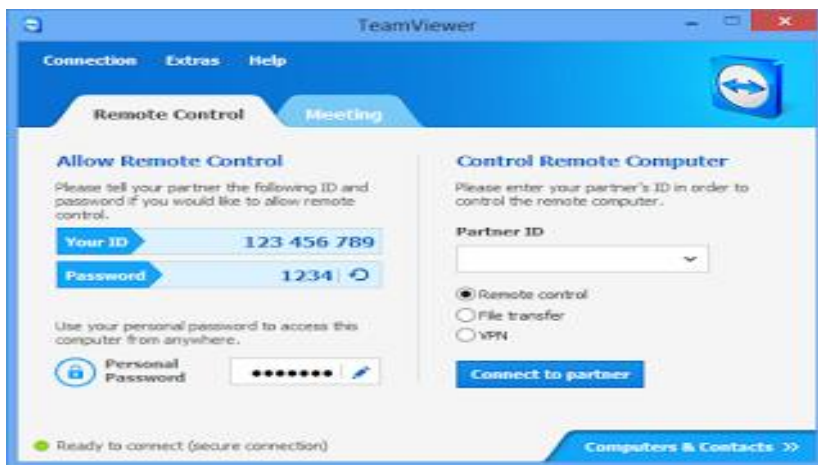 TeamViewer
Connection Extras Help
Remote Control Meeting
Allow Remote Control
Please tell your partner the following ID and
password if you would like to allow remote
control.
Your ID 123 456 789
Password 1234
Use your personal password to access this
computer from anywhere.
Personal
Password
Control Remote Computer
Please enter your partner's ID in order to
control the remote computer.
Partner ID
Remote control
File transfer
VPN
Connect to partner
Ready to connect (secure connection)
Computers & Contacts >>